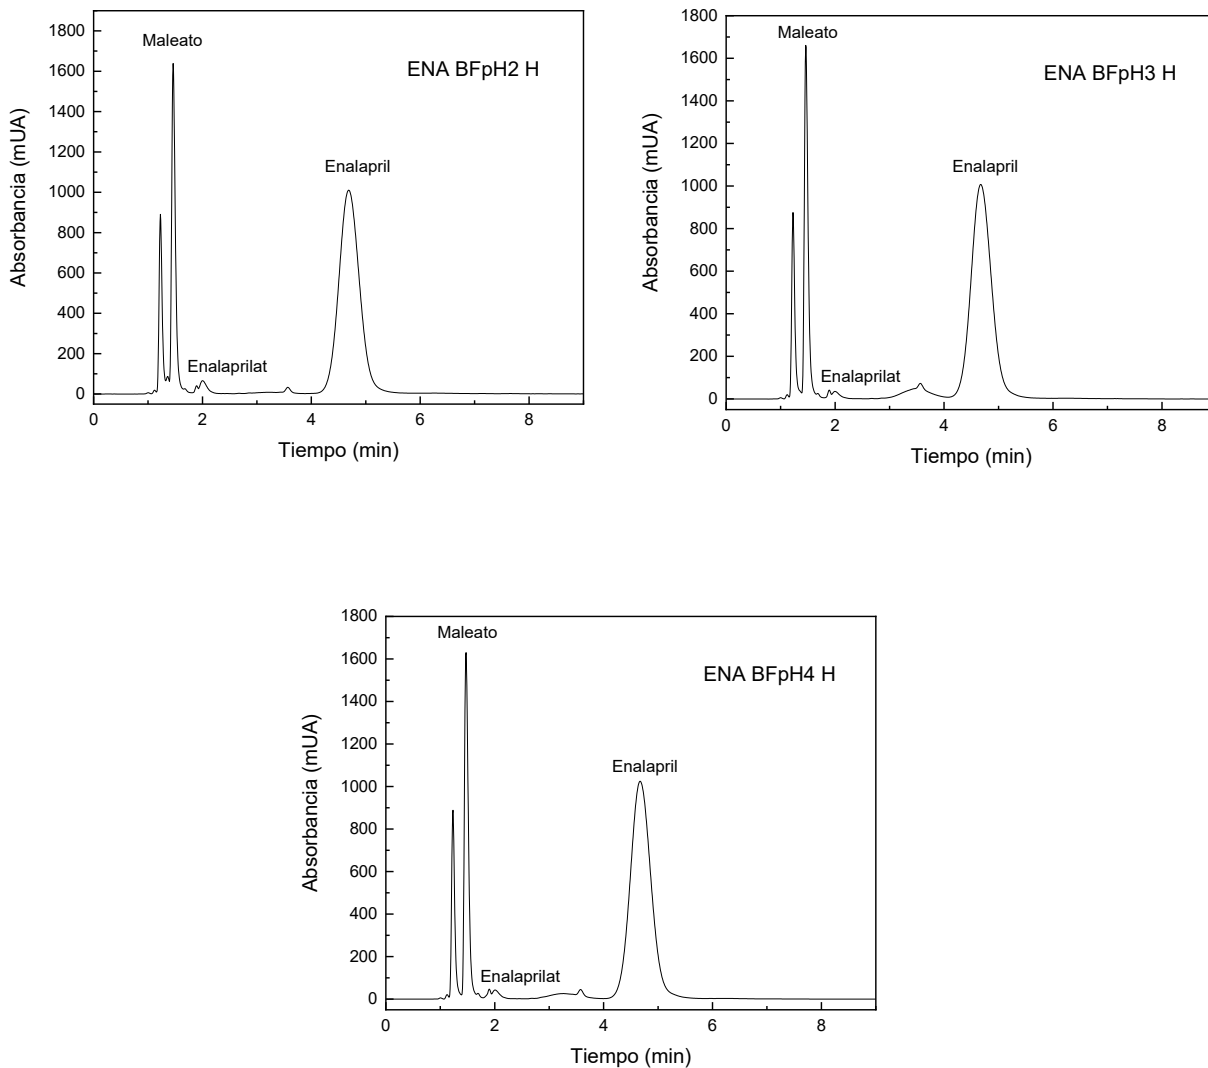 1800
1600
1400
1200
1000
800
600
400
200
0
Absorbancia (mUA)
Maleato
ENA BFpH2 H
Enalapril
Enalaprilat
0 2 4 6 8
Tiempo (min)
1800
1600
1400
1200
1000
800
600
400
200
0
Absorbancia (mUA)
Maleato
ENA BFpH3 H
Enalapril
Enalaprilat
0 2 4 6 8
Tiempo (min)
1800
1600
1400
1200
1000
800
600
400
200
0
Absorbancia (mUA)
Maleato
ENA BFpH4 H
Enalapril
Enalaprilat
0 2 4 6 8
Tiempo (min)